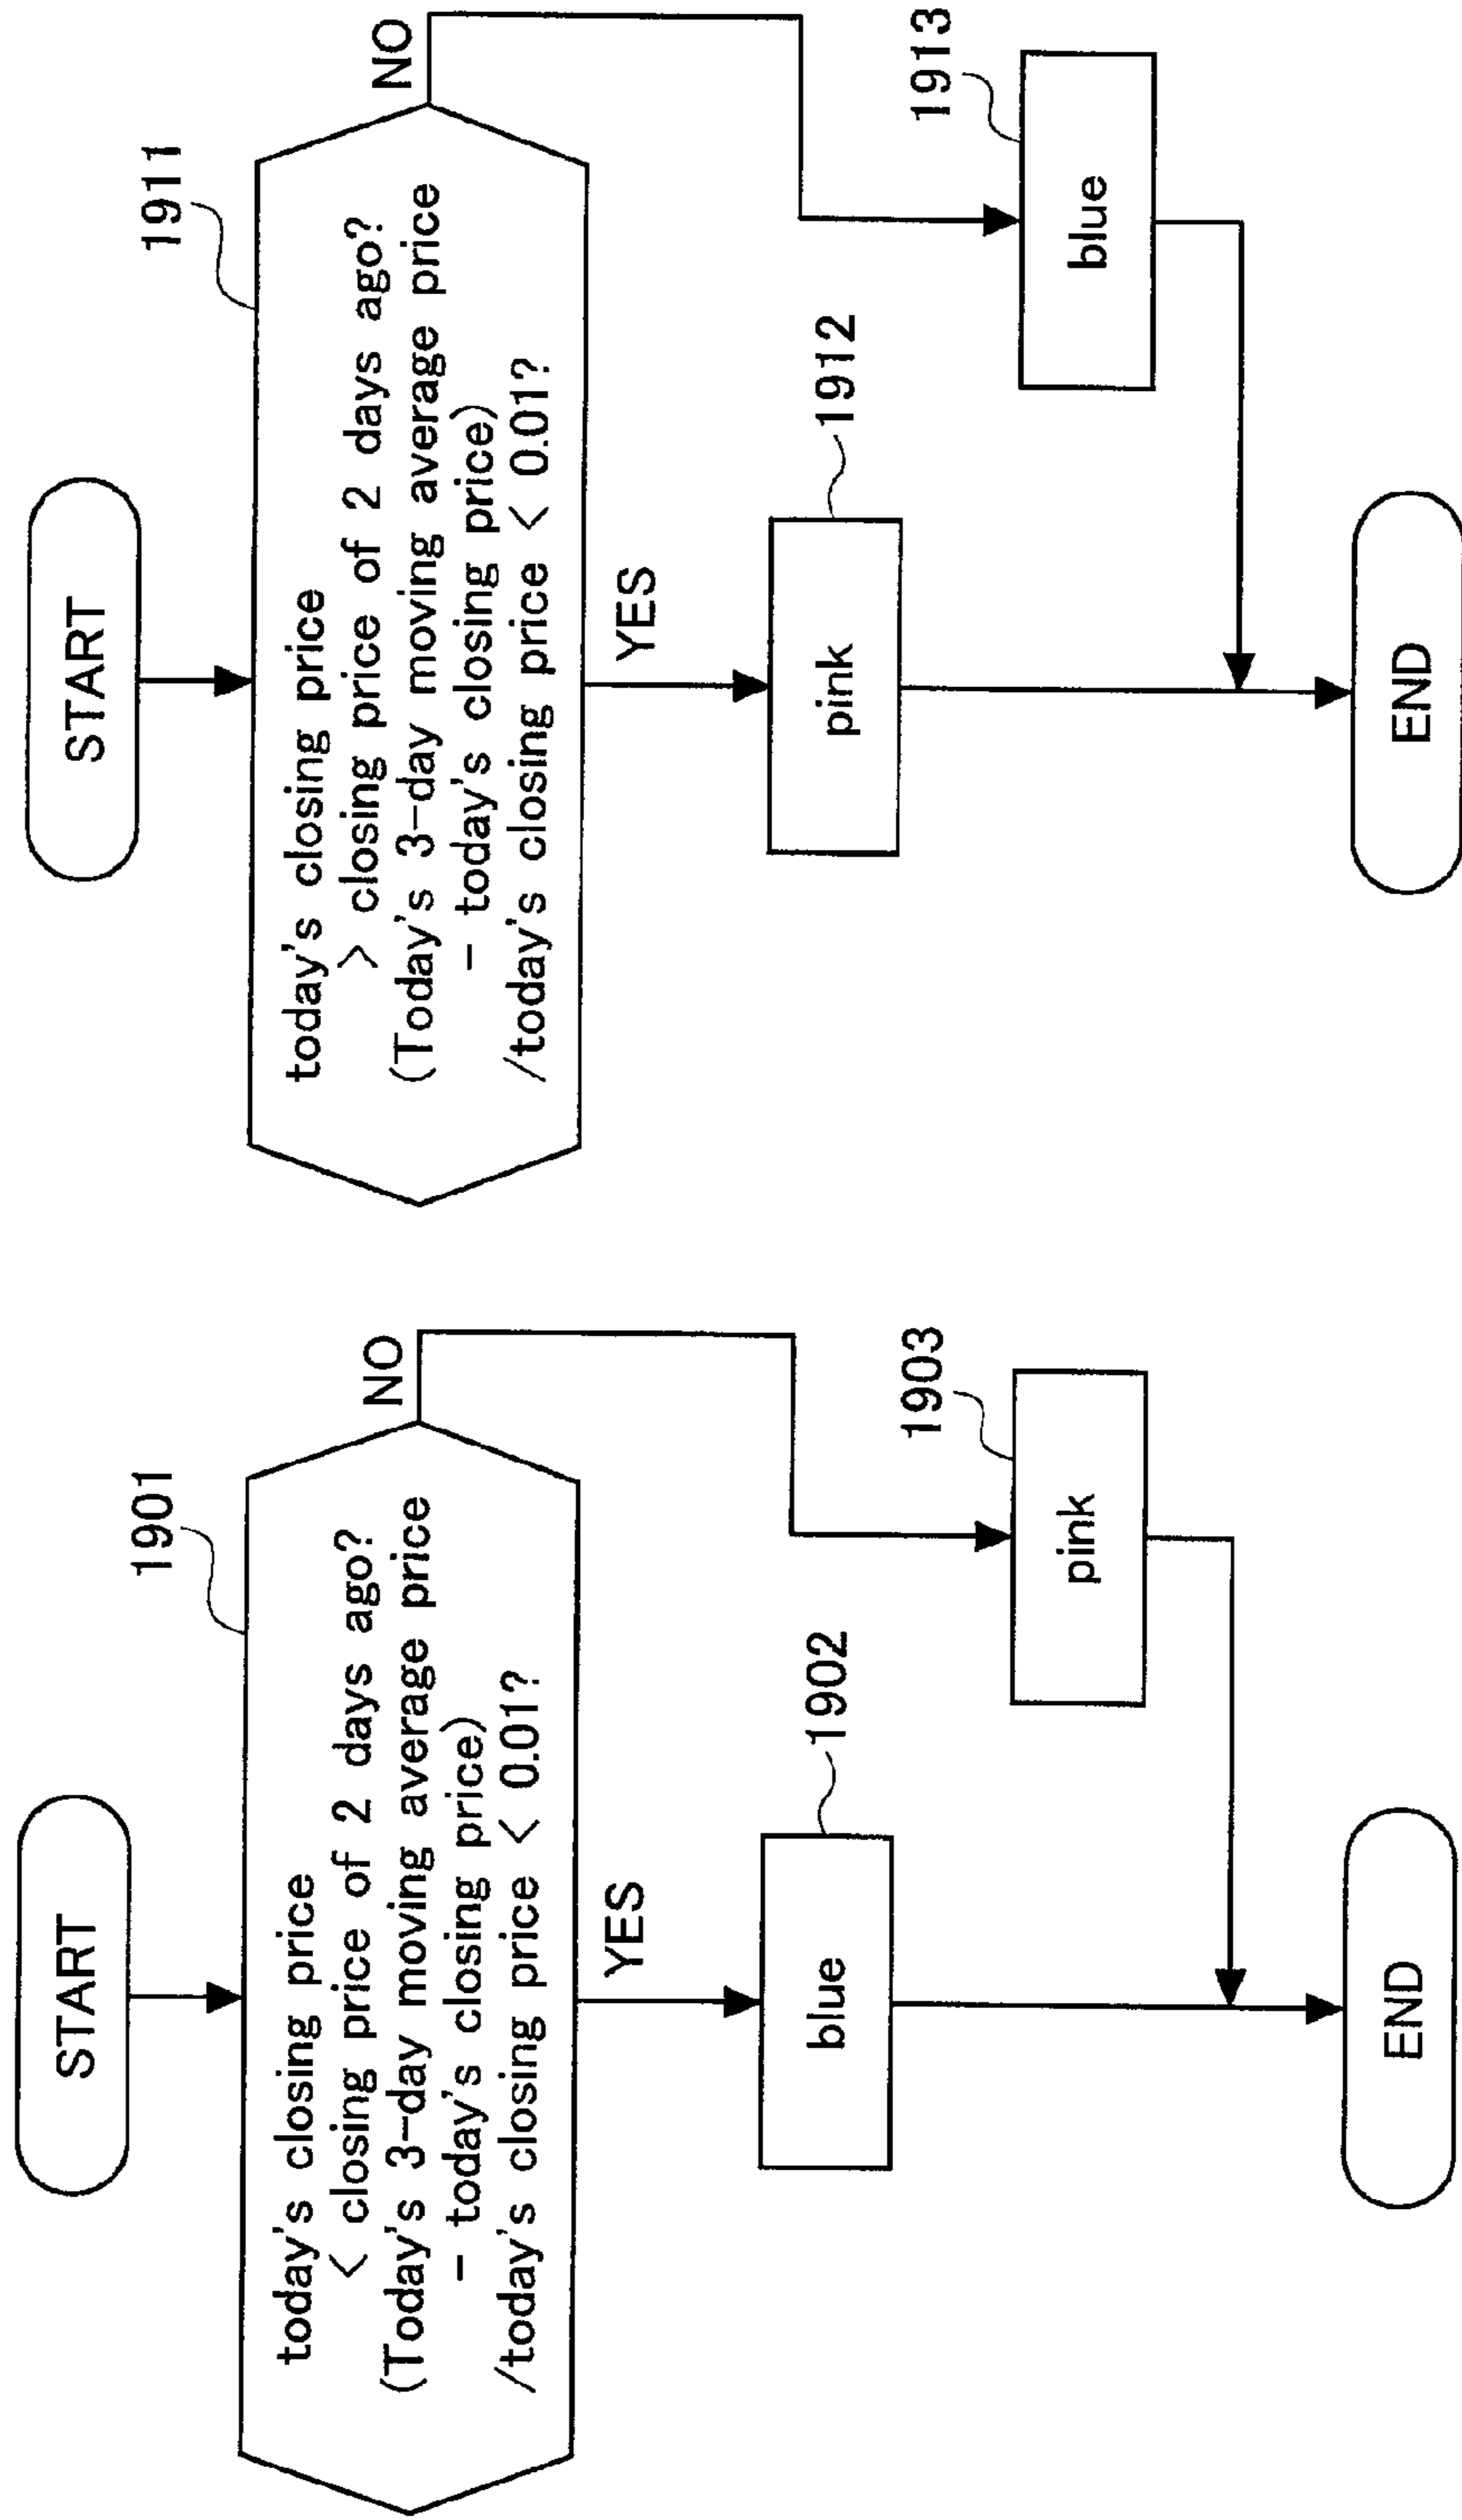 START
1901
today's closing price
< closing price of 2 days ago?
(Today's 3-day moving average price
- today's closing price)
/today's closing price < 0.01?
NO
YES
1902
blue
1903
pink
END
START
1911
today's closing price
> closing price of 2 days ago?
(Today's 3-day moving average price
- today's closing price)
/today's closing price < 0.01?
NO
YES
1912
pink
1913
blue
END